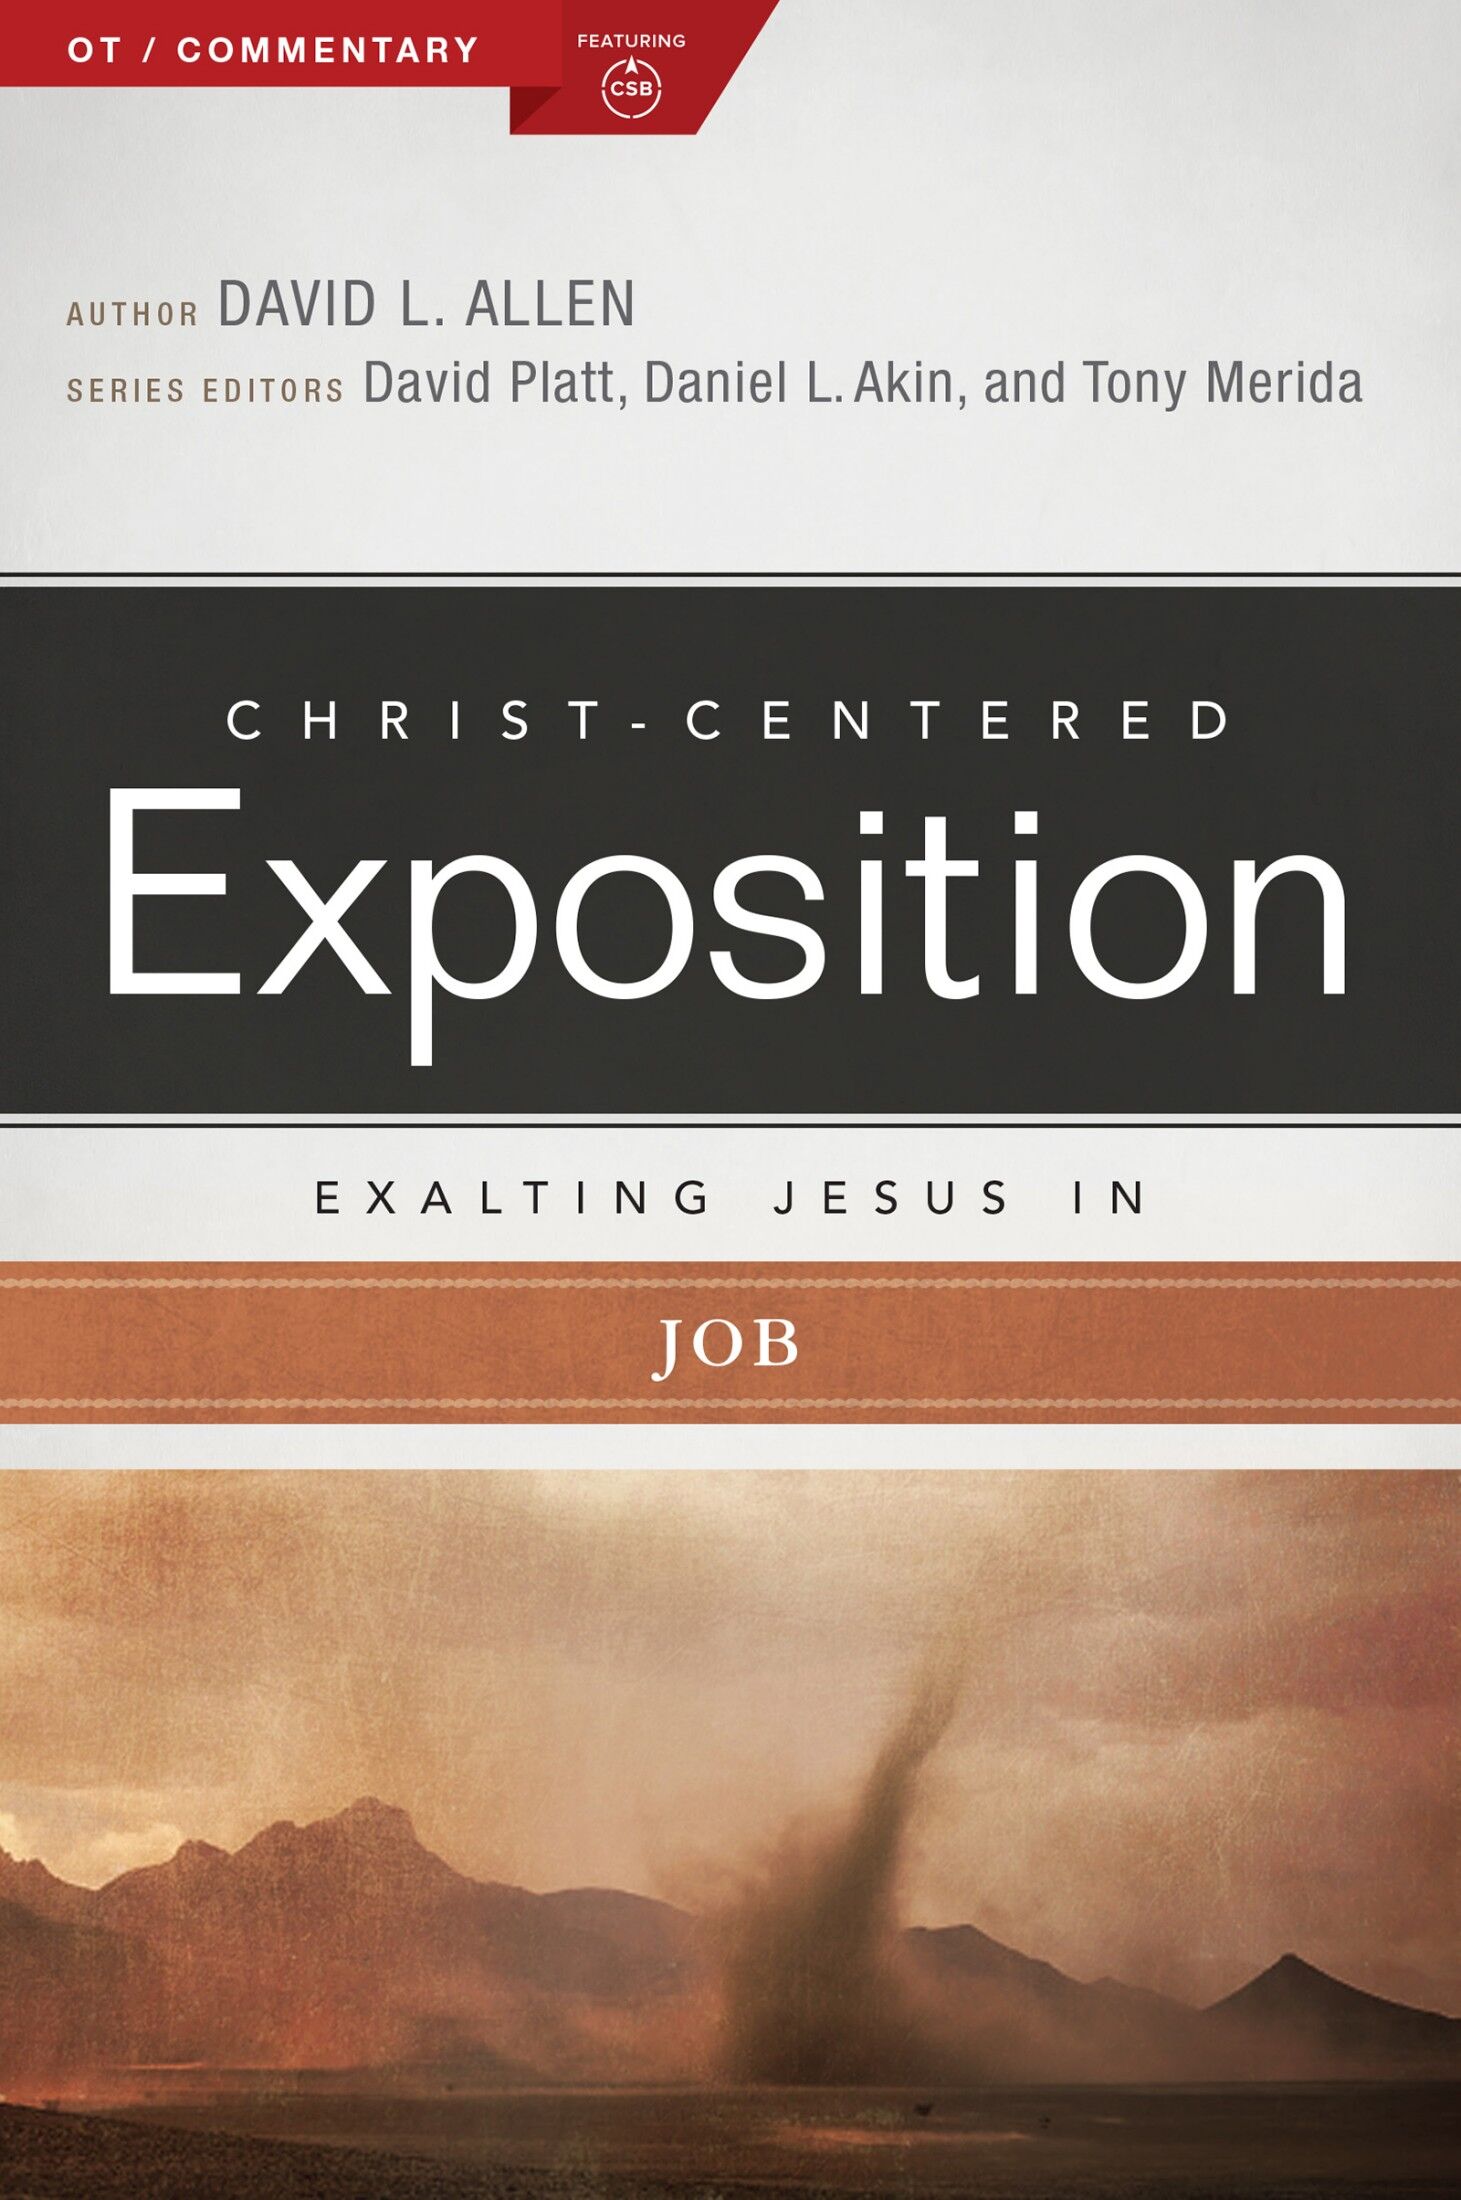 OT / COMMENTARY
FEATURING
CSB
AUTHOR DAVID L. ALLEN
SERIES EDITORS David Platt, Daniel L. Akin, and Tony Merida
CHRIST-CENTERED
Exposition
EXALTING JESUS IN
JOB